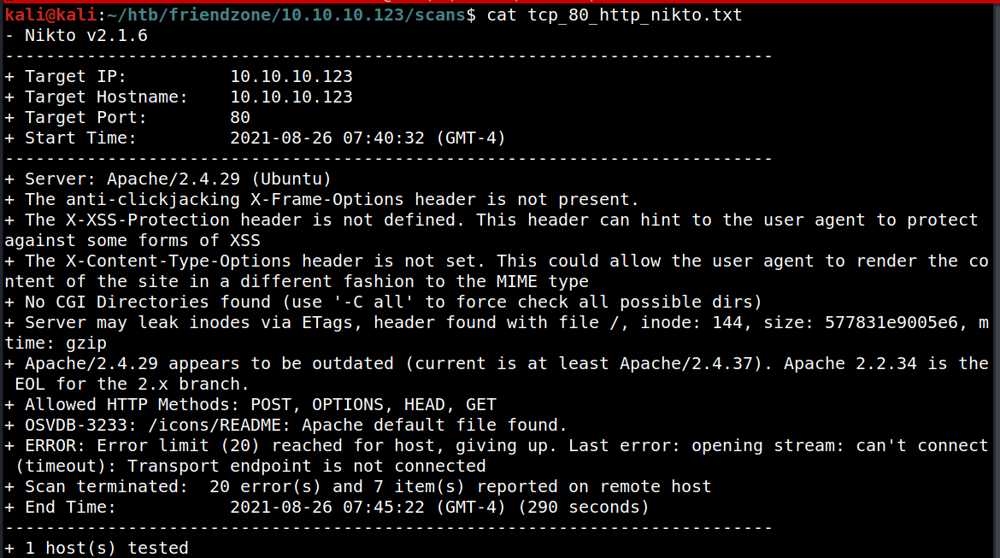 kali@kali:~/htb/friendzone/10.10.10.123/scans$ cat tcp_80_http_nikto.txt
- Nikto v2.1.6
---------------------------------------------------------------------------
+ Target IP:          10.10.10.123
+ Target Hostname:    10.10.10.123
+ Target Port:        80
+ Start Time:         2021-08-26 07:40:32 (GMT-4)
---------------------------------------------------------------------------
+ Server: Apache/2.4.29 (Ubuntu)
+ The anti-clickjacking X-Frame-Options header is not present.
+ The X-XSS-Protection header is not defined. This header can hint to the user agent to protect
against some forms of XSS
+ The X-Content-Type-Options header is not set. This could allow the user agent to render the co
ntent of the site in a different fashion to the MIME type
+ No CGI Directories found (use '-C all' to force check all possible dirs)
+ Server may leak inodes via ETags, header found with file /, inode: 144, size: 577831e9005e6, m
time: gzip
+ Apache/2.4.29 appears to be outdated (current is at least Apache/2.4.37). Apache 2.2.34 is the
 EOL for the 2.x branch.
+ Allowed HTTP Methods: POST, OPTIONS, HEAD, GET
+ OSVDB-3233: /icons/README: Apache default file found.
+ ERROR: Error limit (20) reached for host, giving up. Last error: opening stream: can't connect
 (timeout): Transport endpoint is not connected
+ Scan terminated:  20 error(s) and 7 item(s) reported on remote host
+ End Time:           2021-08-26 07:45:22 (GMT-4) (290 seconds)
---------------------------------------------------------------------------
+ 1 host(s) tested